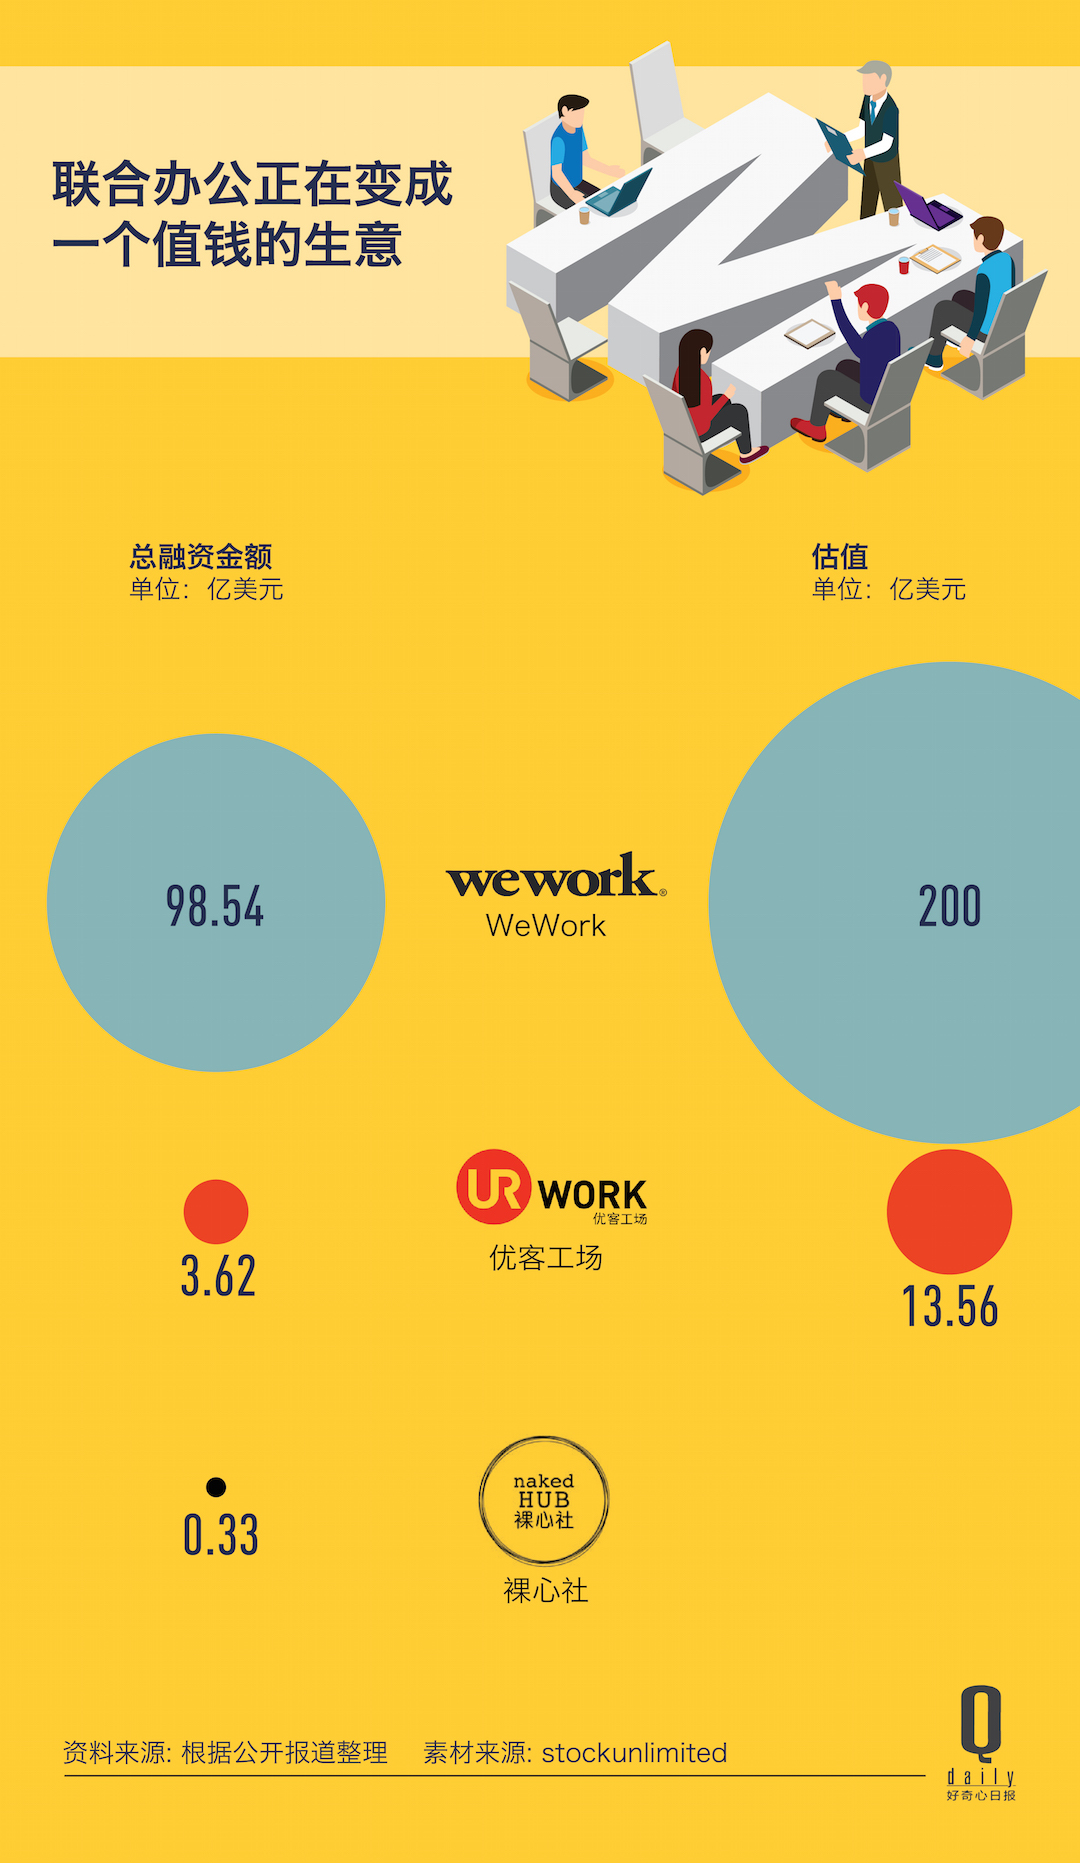 联合办公正在变成
一个值钱的生意
总融资金额
单位：亿美元
估值
单位：亿美元
98.54
wework®
WeWork
200
UR WORK
优客工场
优客工场
3.62
13.56
naked
HUB
裸心社
裸心社
0.33
资料来源: 根据公开报道整理 素材来源: stockunlimited
Q
daily
好奇心日报